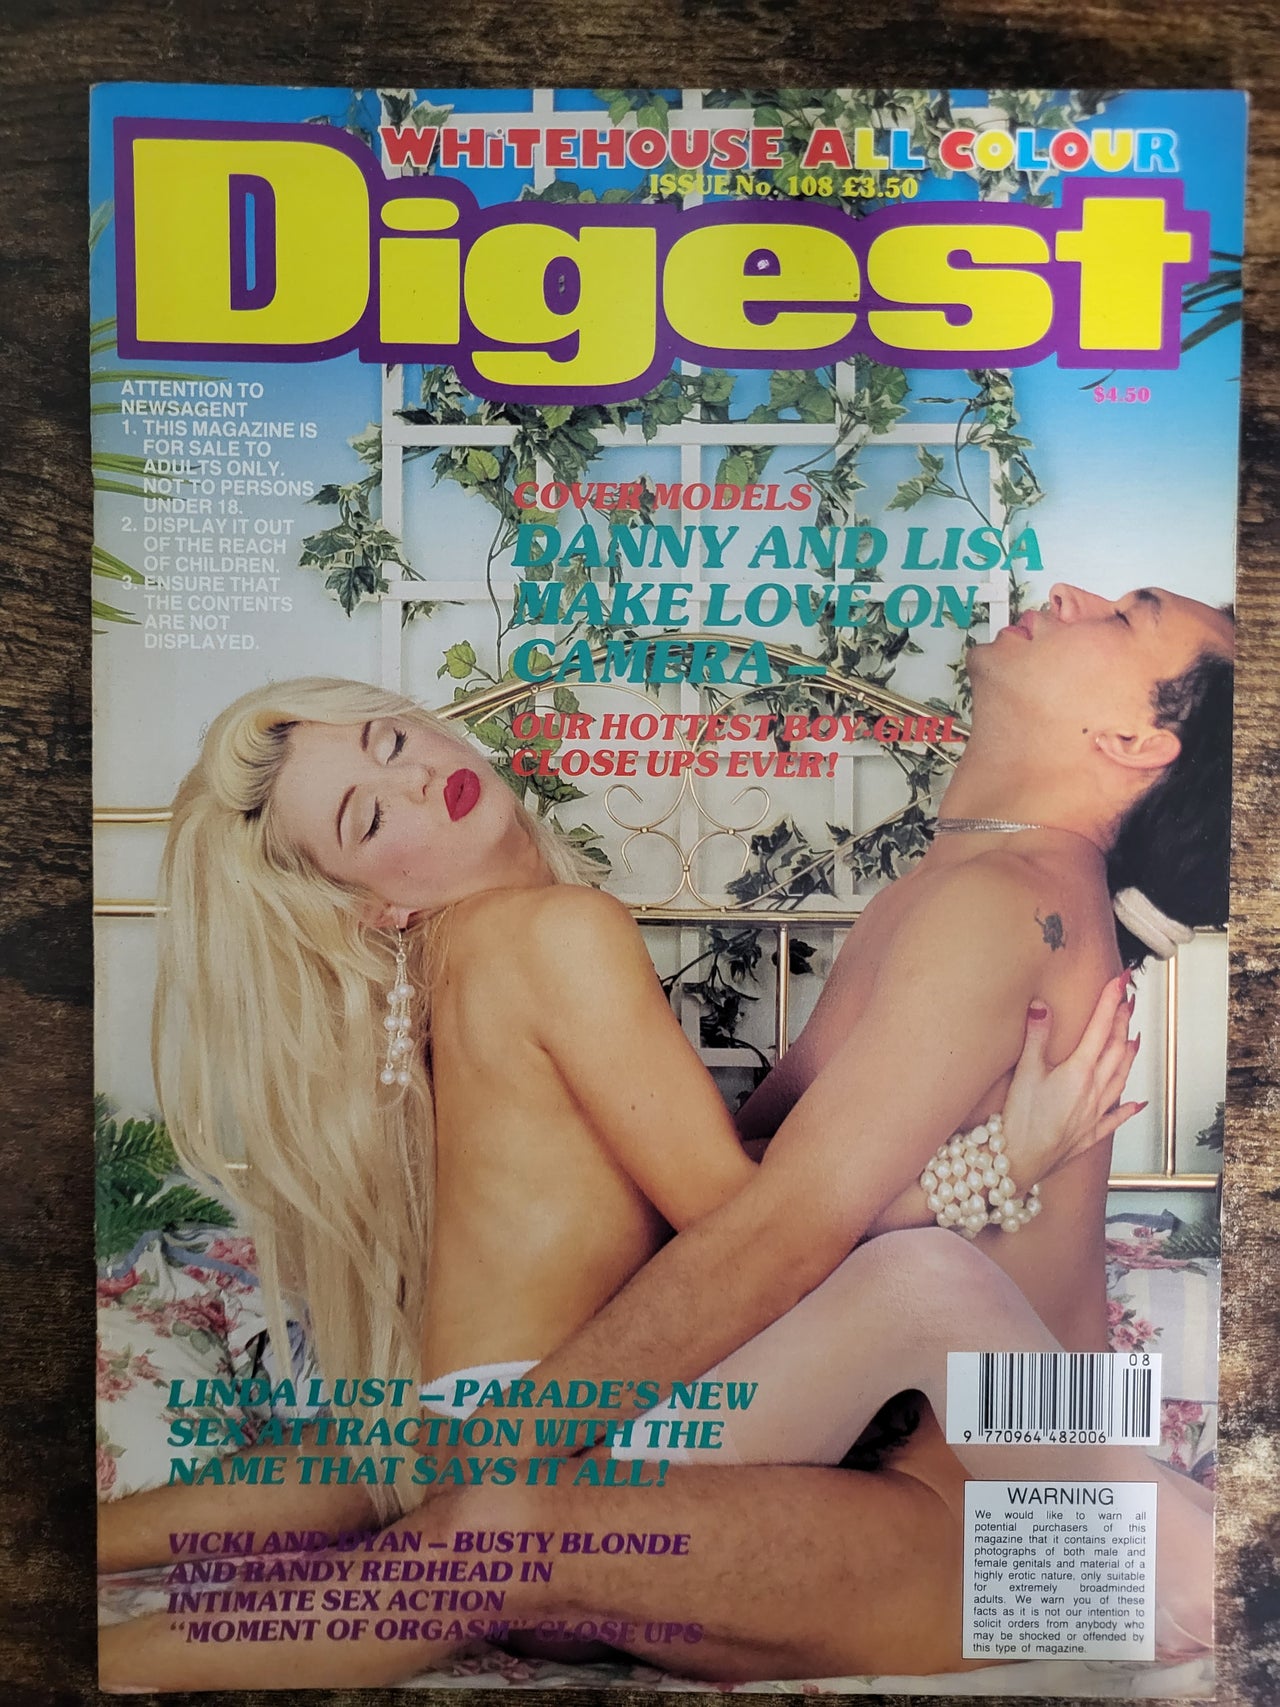 WHiTEHOUSE ALL COLOUR
ISSUE No. 108 £3.50
Digest
$4.50
ATTENTION TO
NEWSAGENT
1. THIS MAGAZINE IS
FOR SALE TO
ADULTS ONLY.
NOT TO PERSONS
UNDER 18.
2. DISPLAY IT OUT
OF THE REACH
OF CHILDREN.
3. ENSURE THAT
THE CONTENTS
ARE NOT
DISPLAYED.
COVER MODELS
DANNY AND LISA
MAKE LOVE ON
CAMERA –
OUR HOTTEST BOY-GIRL
CLOSE UPS EVER!
LINDA LUST – PARADE'S NEW
SEX ATTRACTION WITH THE
NAME THAT SAYS IT ALL!
VICKI AND DYAN – BUSTY BLONDE
AND RANDY REDHEAD IN
INTIMATE SEX ACTION
“MOMENT OF ORGASM” CLOSE UPS
08
9 770964 482006
WARNING
We would like to warn all
potential purchasers of this
magazine that it contains explicit
photographs of both male and
female genitals and material of a
highly erotic nature, only suitable
for extremely broadminded
adults. We warn you of these
facts as it is not our intention to
solicit orders from anybody who
may be shocked or offended by
this type of magazine.